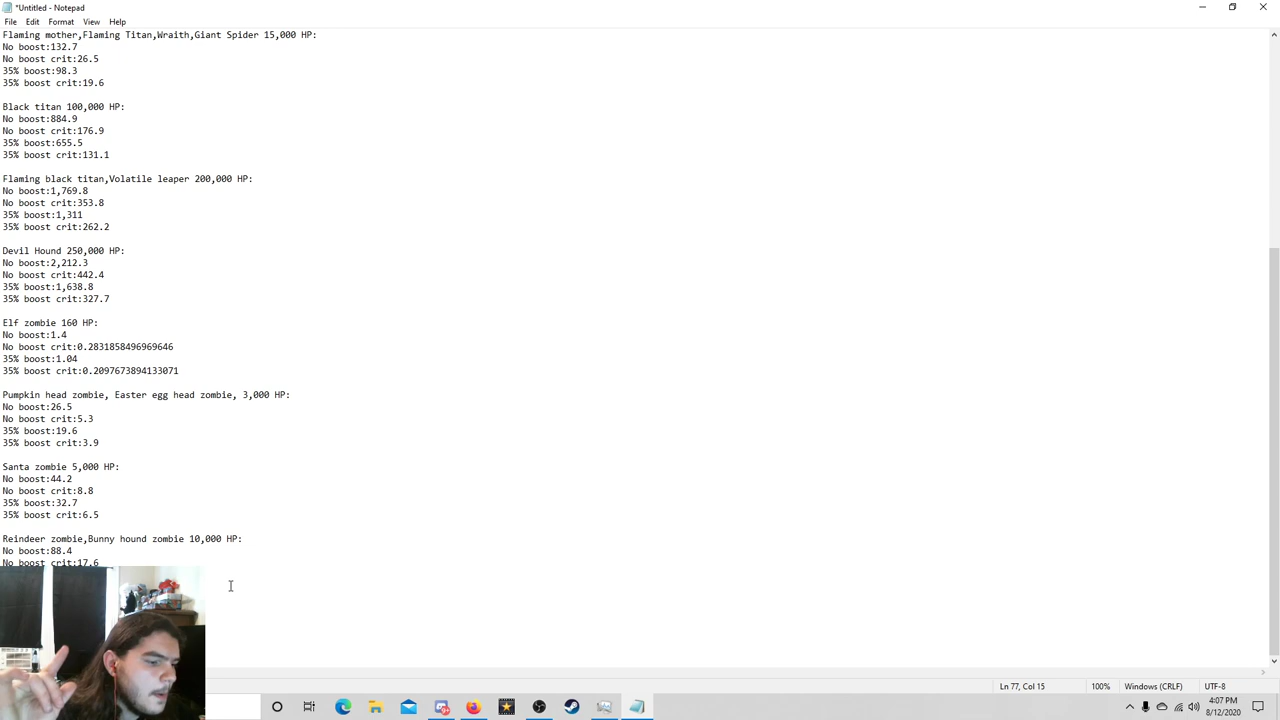 *Untitled - Notepad
File Edit Format View Help
Flaming mother,Flaming Titan,Wraith,Giant Spider 15,000 HP:
No boost:132.7
No boost crit:26.5
35% boost:98.3
35% boost crit:19.6
Black titan 100,000 HP:
No boost:884.9
No boost crit:176.9
35% boost:655.5
35% boost crit:131.1
Flaming black titan,Volatile leaper 200,000 HP:
No boost:1,769.8
No boost crit:353.8
35% boost:1,311
35% boost crit:262.2
Devil Hound 250,000 HP:
No boost:2,212.3
No boost crit:442.4
35% boost:1,638.8
35% boost crit:327.7
Elf zombie 160 HP:
No boost:1.4
No boost crit:0.2831858496969646
35% boost:1.04
35% boost crit:0.2097673894133071
Pumpkin head zombie, Easter egg head zombie, 3,000 HP:
No boost:26.5
No boost crit:5.3
35% boost:19.6
35% boost crit:3.9
Santa zombie 5,000 HP:
No boost:44.2
No boost crit:8.8
35% boost:32.7
35% boost crit:6.5
Reindeer zombie,Bunny hound zombie 10,000 HP:
No boost:88.4
No boost crit:17.6
Ln 77, Col 15 100% Windows (CRLF) UTF-8
4:07 PM
8/12/2020